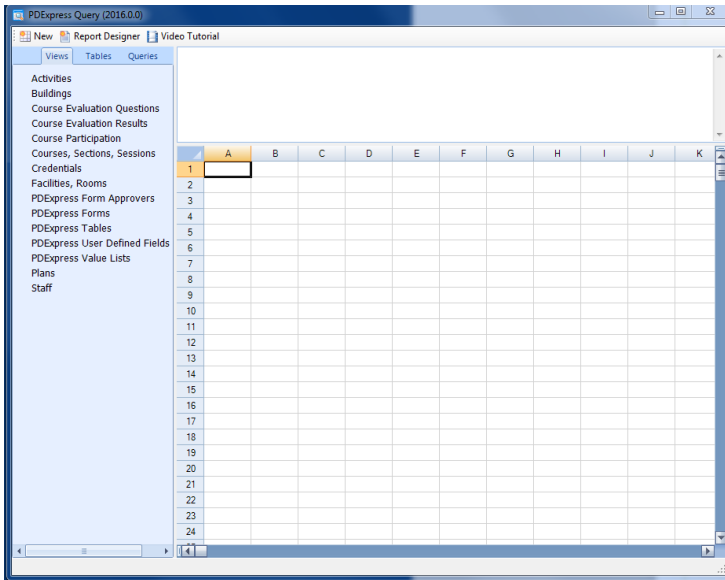 PDExpress Query (2016.0.0)
New Report Designer Video Tutorial
Views Tables Queries
Activities
Buildings
Course Evaluation Questions
Course Evaluation Results
Course Participation
Courses, Sections, Sessions
Credentials
Facilities, Rooms
PDExpress Form Approvers
PDExpress Forms
PDExpress Tables
PDExpress User Defined Fields
PDExpress Value Lists
Plans
Staff
A B C D E F G H I J K
1
2
3
4
5
6
7
8
9
10
11
12
13
14
15
16
17
18
19
20
21
22
23
24